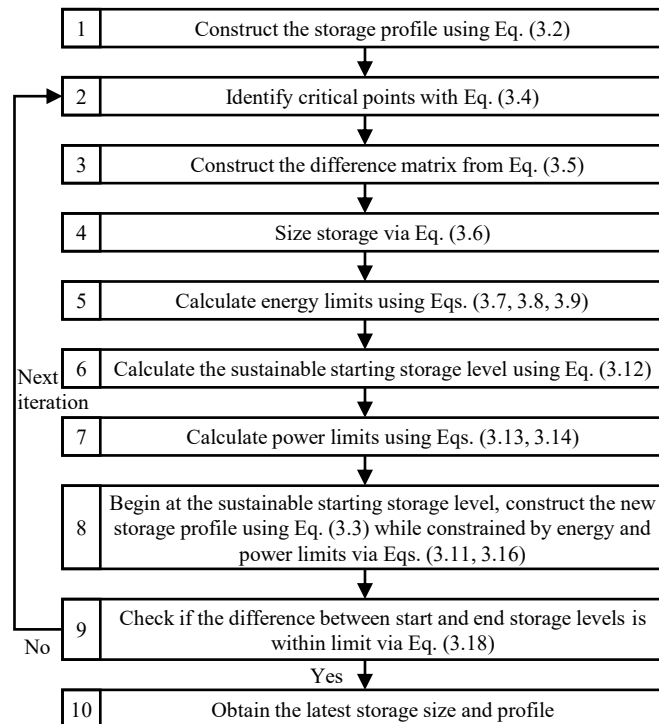 1 Construct the storage profile using Eq. (3.2)
2 Identify critical points with Eq. (3.4)
3 Construct the difference matrix from Eq. (3.5)
4 Size storage via Eq. (3.6)
5 Calculate energy limits using Eqs. (3.7, 3.8, 3.9)
6 Calculate the sustainable starting storage level using Eq. (3.12)
Next
iteration
7 Calculate power limits using Eqs. (3.13, 3.14)
Begin at the sustainable starting storage level, construct the new
8 storage profile using Eq. (3.3) while constrained by energy and
power limits via Eqs. (3.11, 3.16)
9 Check if the difference between start and end storage levels is
within limit via Eq. (3.18)
No
Yes
10 Obtain the latest storage size and profile